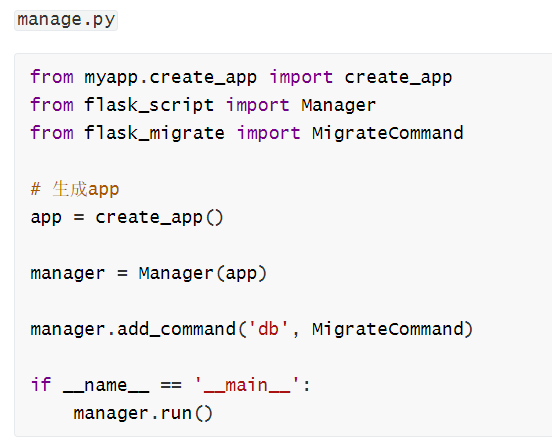 manage.py
from myapp.create_app import create_app
from flask_script import Manager
from flask_migrate import MigrateCommand
# 生成app
app = create_app()
manager = Manager(app)
manager.add_command('db', MigrateCommand)
if __name__ == '__main__':
    manager.run()